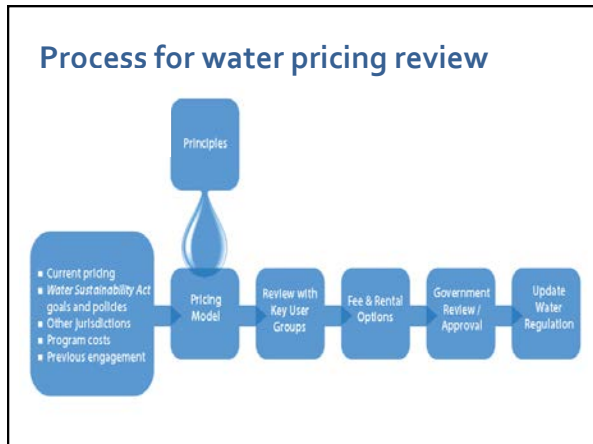 Process for water pricing review
Principles
■ Current pricing
■ Water Sustainability Act
goals and policies
■ Other jurisdictions
■ Program costs
■ Previous engagement
Pricing
Model
Review with
Key User
Groups
Fee & Rental
Options
Government
Review /
Approval
Update
Water
Regulation